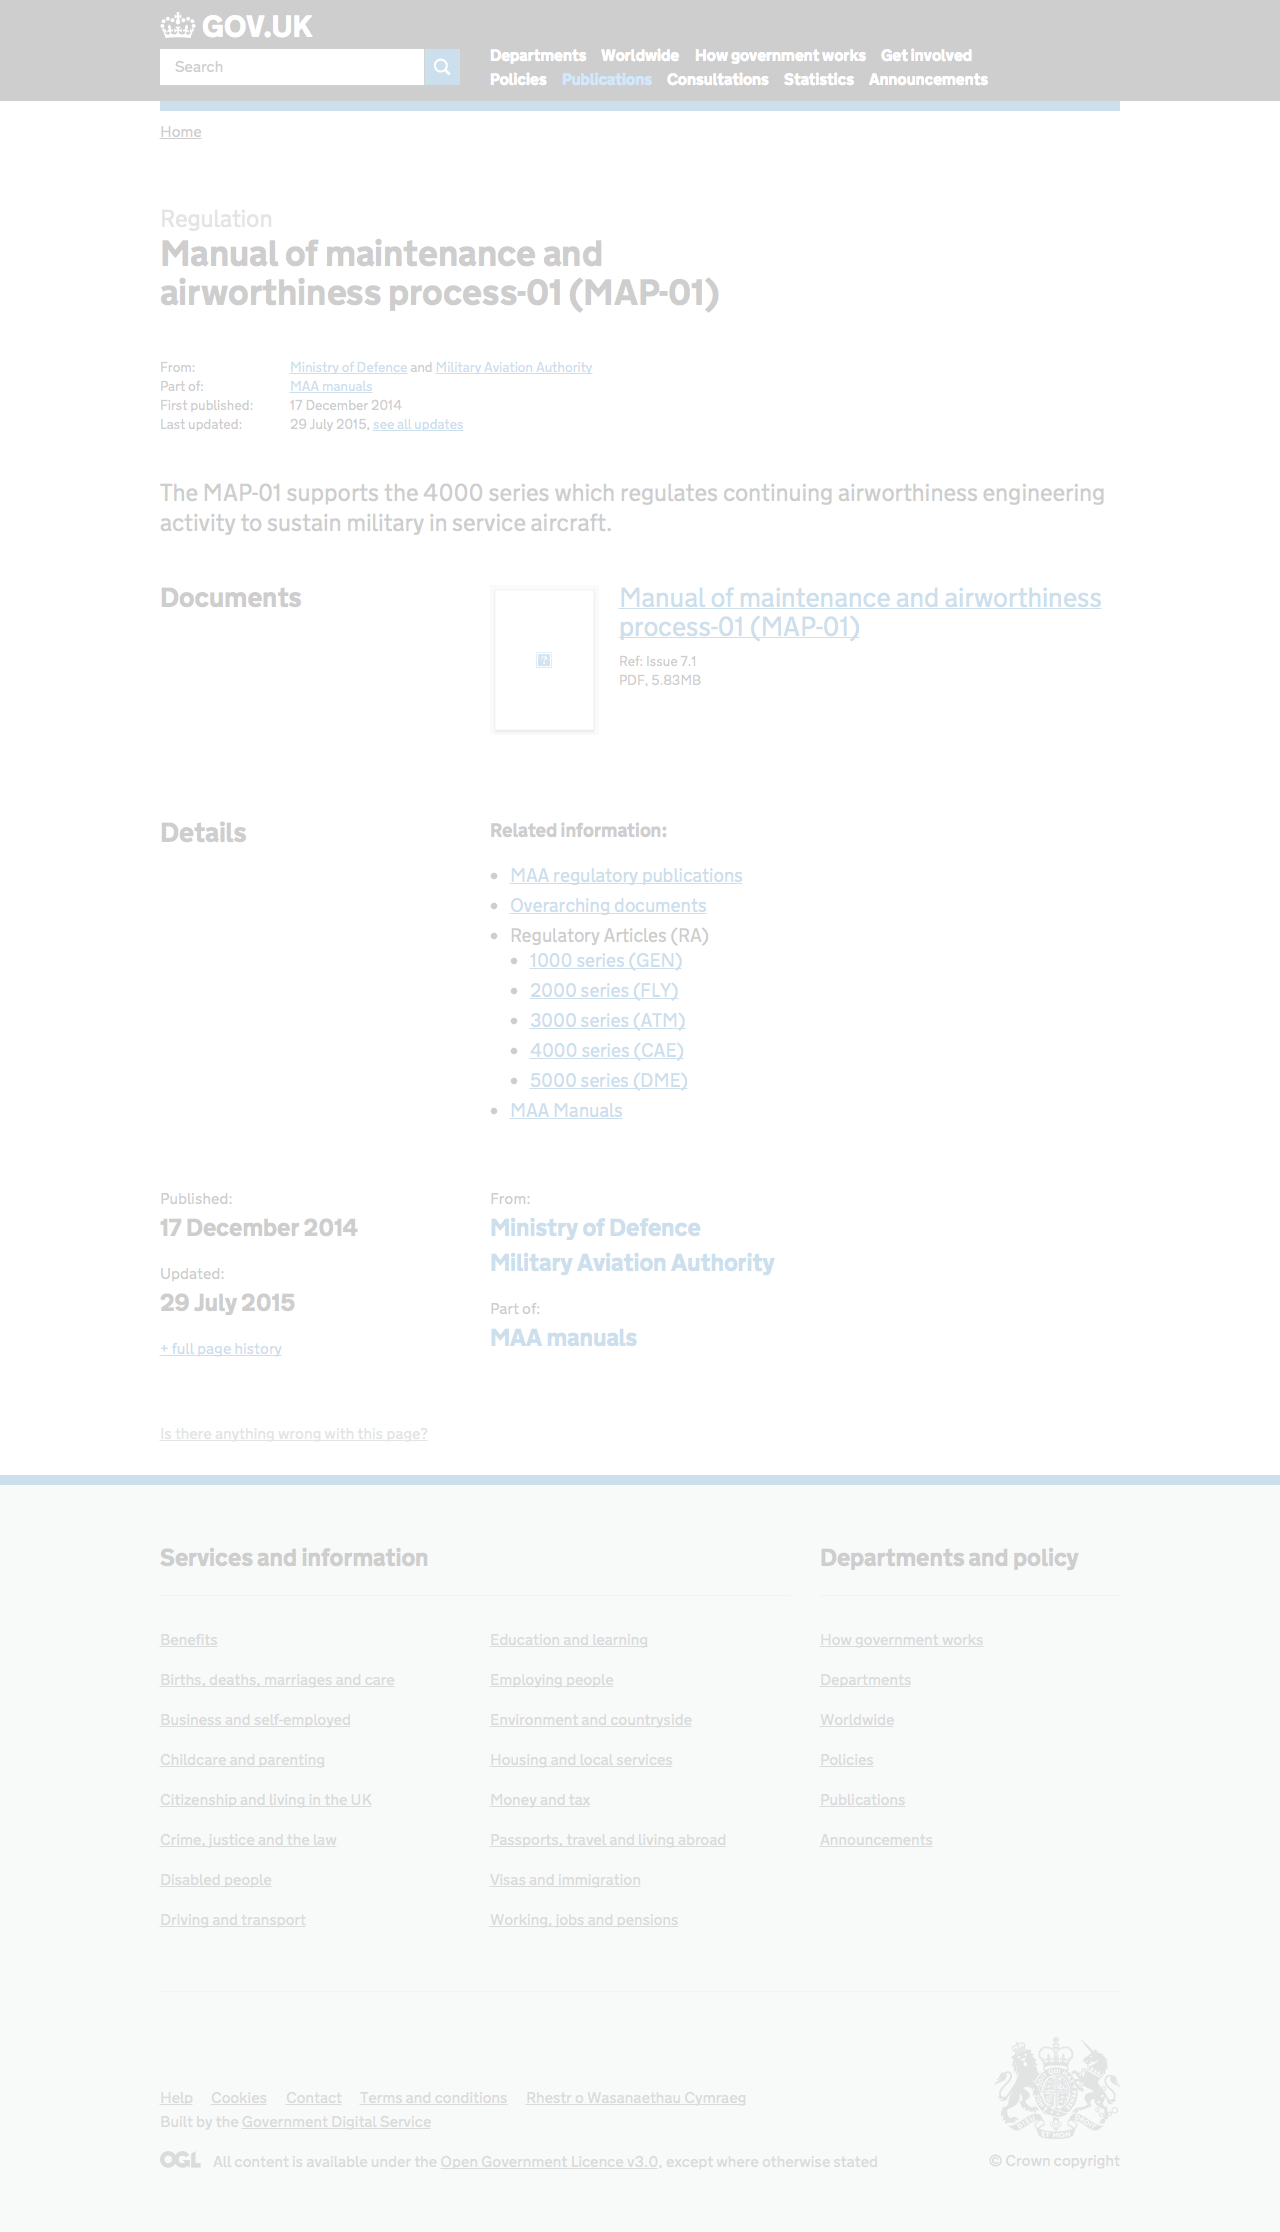 GOV.UK
Search
Departments Worldwide How government works Get involved
Policies Publications Consultations Statistics Announcements
Home
Regulation
Manual of maintenance and
airworthiness process-01 (MAP-01)
From: Ministry of Defence and Military Aviation Authority
Part of: MAA manuals
First published: 17 December 2014
Last updated: 29 July 2015, see all updates
The MAP-01 supports the 4000 series which regulates continuing airworthiness engineering
activity to sustain military in service aircraft.
Documents
Manual of maintenance and airworthiness
process-01 (MAP-01)
Ref: Issue 7.1
PDF, 5.83MB
Details
Related information:
• MAA regulatory publications
• Overarching documents
• Regulatory Articles (RA)
• 1000 series (GEN)
• 2000 series (FLY)
• 3000 series (ATM)
• 4000 series (CAE)
• 5000 series (DME)
• MAA Manuals
Published:
17 December 2014
Updated:
29 July 2015
+ full page history
From:
Ministry of Defence
Military Aviation Authority
Part of:
MAA manuals
Is there anything wrong with this page?
Services and information
Benefits
Births, deaths, marriages and care
Business and self-employed
Childcare and parenting
Citizenship and living in the UK
Crime, justice and the law
Disabled people
Driving and transport
Education and learning
Employing people
Environment and countryside
Housing and local services
Money and tax
Passports, travel and living abroad
Visas and immigration
Working, jobs and pensions
Departments and policy
How government works
Departments
Worldwide
Policies
Publications
Announcements
Help Cookies Contact Terms and conditions Rhestr o Wasanaethau Cymraeg
Built by the Government Digital Service
OGL All content is available under the Open Government Licence v3.0, except where otherwise stated
© Crown copyright